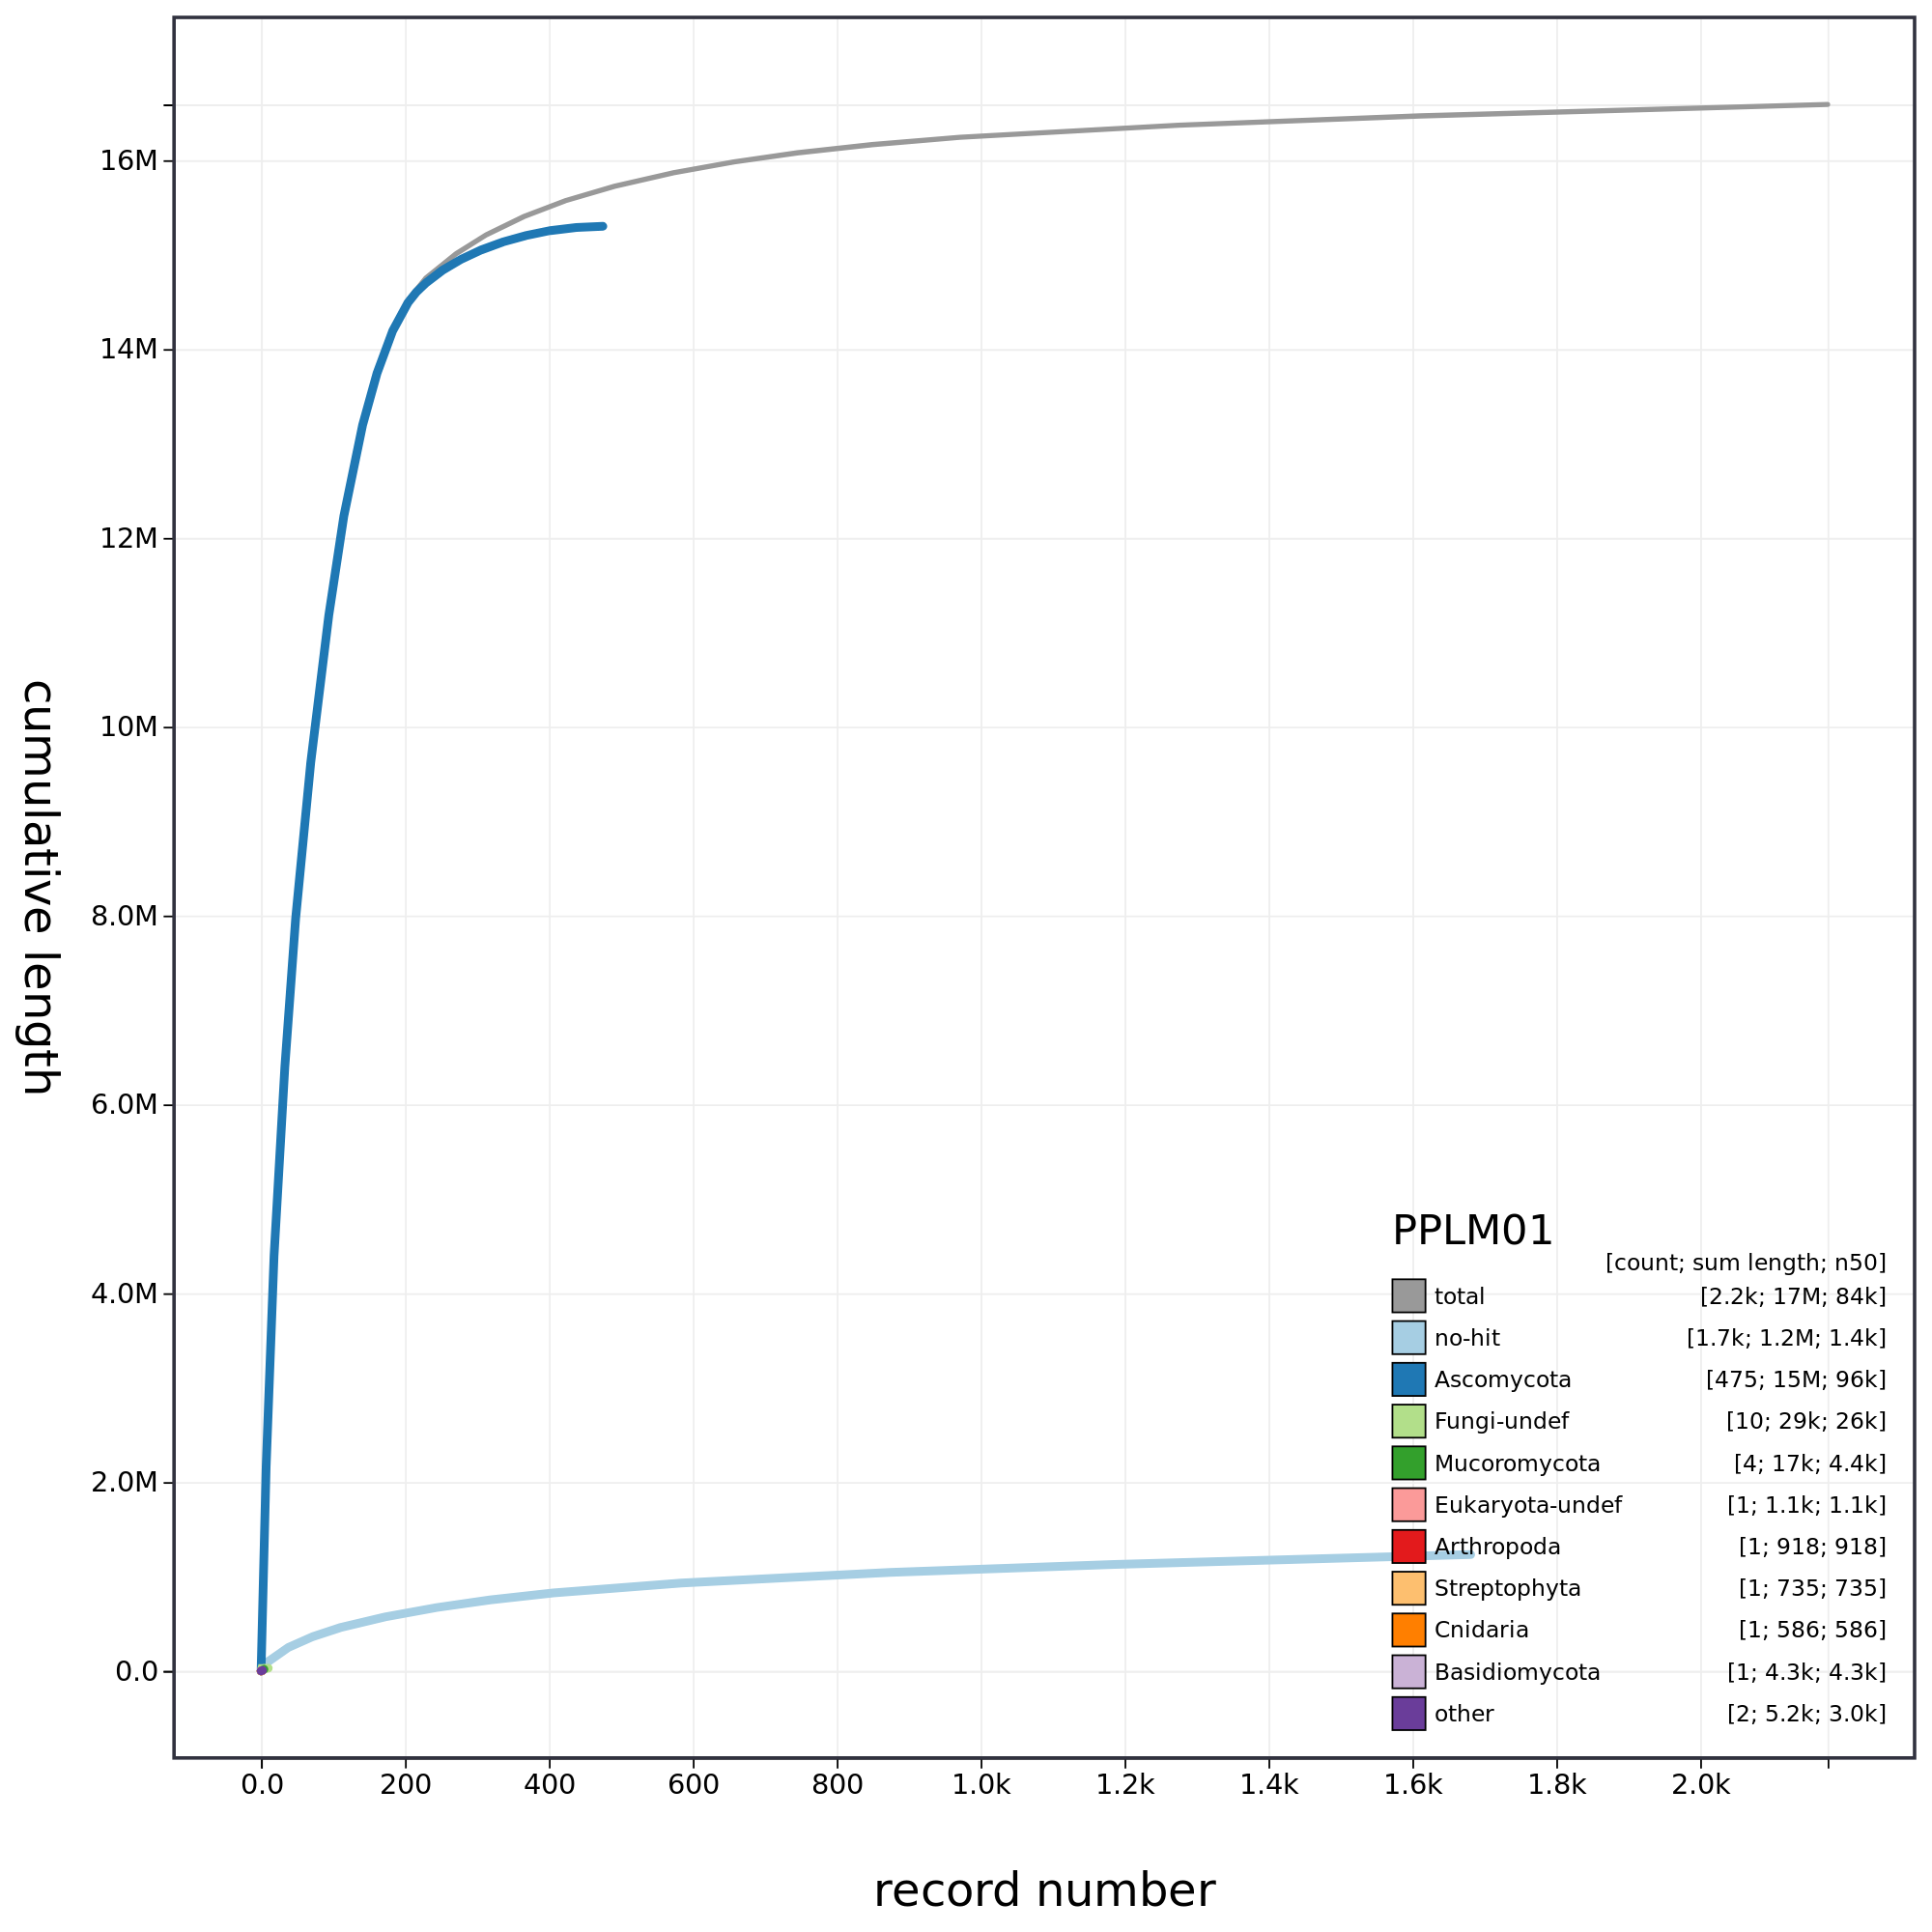 16M
14M
12M
10M
8.0M
6.0M
4.0M
2.0M
0.0
cumulative length
PPLM01
[count; sum length; n50]
total [2.2k; 17M; 84k]
no-hit [1.7k; 1.2M; 1.4k]
Ascomycota [475; 15M; 96k]
Fungi-undef [10; 29k; 26k]
Mucoromycota [4; 17k; 4.4k]
Eukaryota-undef [1; 1.1k; 1.1k]
Arthropoda [1; 918; 918]
Streptophyta [1; 735; 735]
Cnidaria [1; 586; 586]
Basidiomycota [1; 4.3k; 4.3k]
other [2; 5.2k; 3.0k]
0.0 200 400 600 800 1.0k 1.2k 1.4k 1.6k 1.8k 2.0k
record number